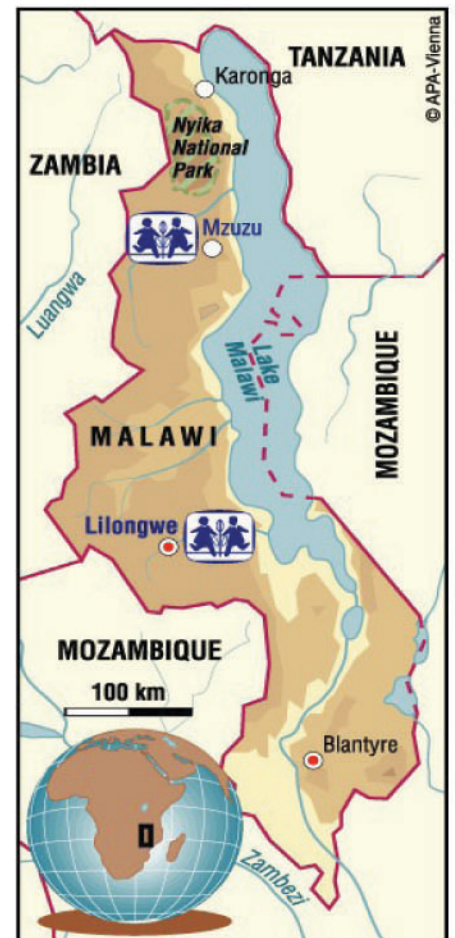 TANZANIA
© APA-Vienna
Karonga
Nyika
National
Park
ZAMBIA
Mzuzu
Luangwa
Lake
Malawi
MOZAMBIQUE
MALAWI
Lilongwe
MOZAMBIQUE
100 km
Blantyre
Zambezi